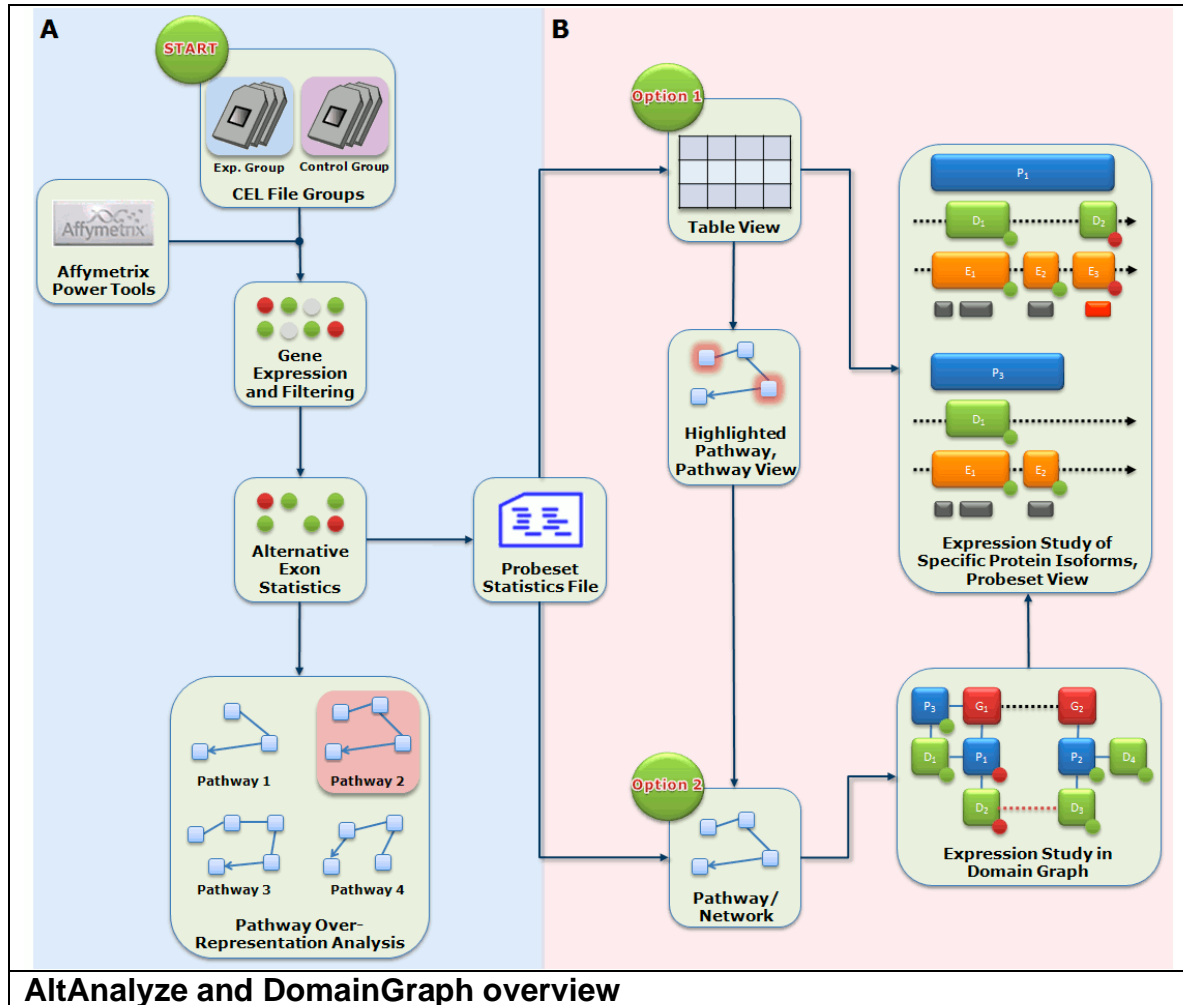 A
START
Exp. Group
Control Group
CEL File Groups
Affymetrix
Affymetrix
Power Tools
Gene
Expression
and Filtering
Alternative
Exon
Statistics
Probeset
Statistics File
Pathway 1
Pathway 2
Pathway 3
Pathway 4
Pathway Over-
Representation Analysis
B
Option 1
Table View
Highlighted
Pathway,
Pathway View
Option 2
Pathway/
Network
P1
D1
D2
E1
E2
E3
P3
D1
E1
E2
Expression Study of
Specific Protein Isoforms,
Probeset View
P3
G1
G2
D1
P1
P2
D4
D2
D3
Expression Study in
Domain Graph
AltAnalyze and DomainGraph overview